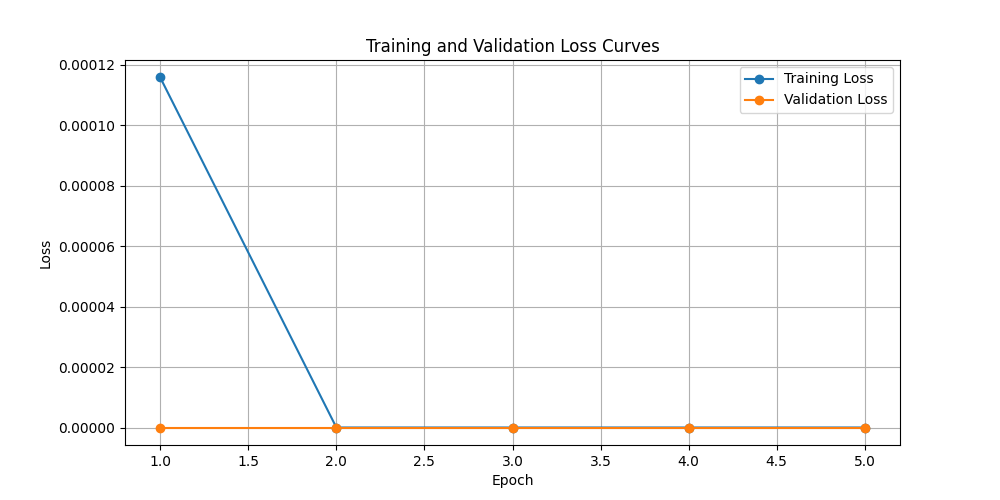 Training and Validation Loss Curves
Training Loss
Validation Loss
0.00012
0.00010
0.00008
0.00006
0.00004
0.00002
0.00000
Loss
1.0 1.5 2.0 2.5 3.0 3.5 4.0 4.5 5.0
Epoch